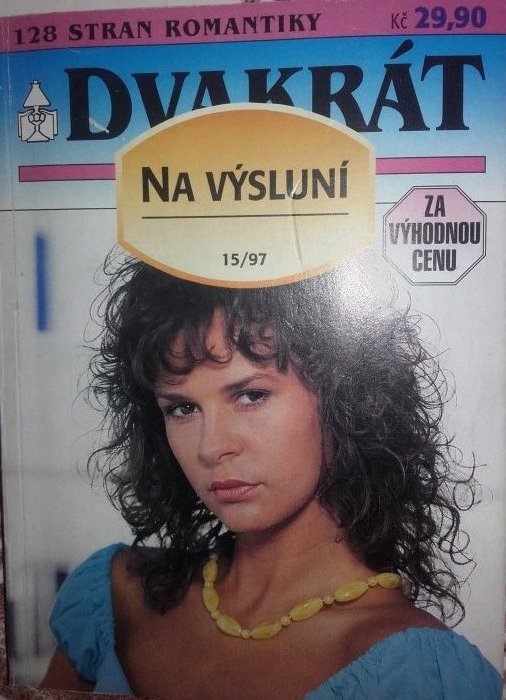 128 STRAN ROMANTIKY
Kč 29,90
DVAKRÁT
NA VÝSLUNÍ
15/97
ZA
VÝHODNOU
CENU